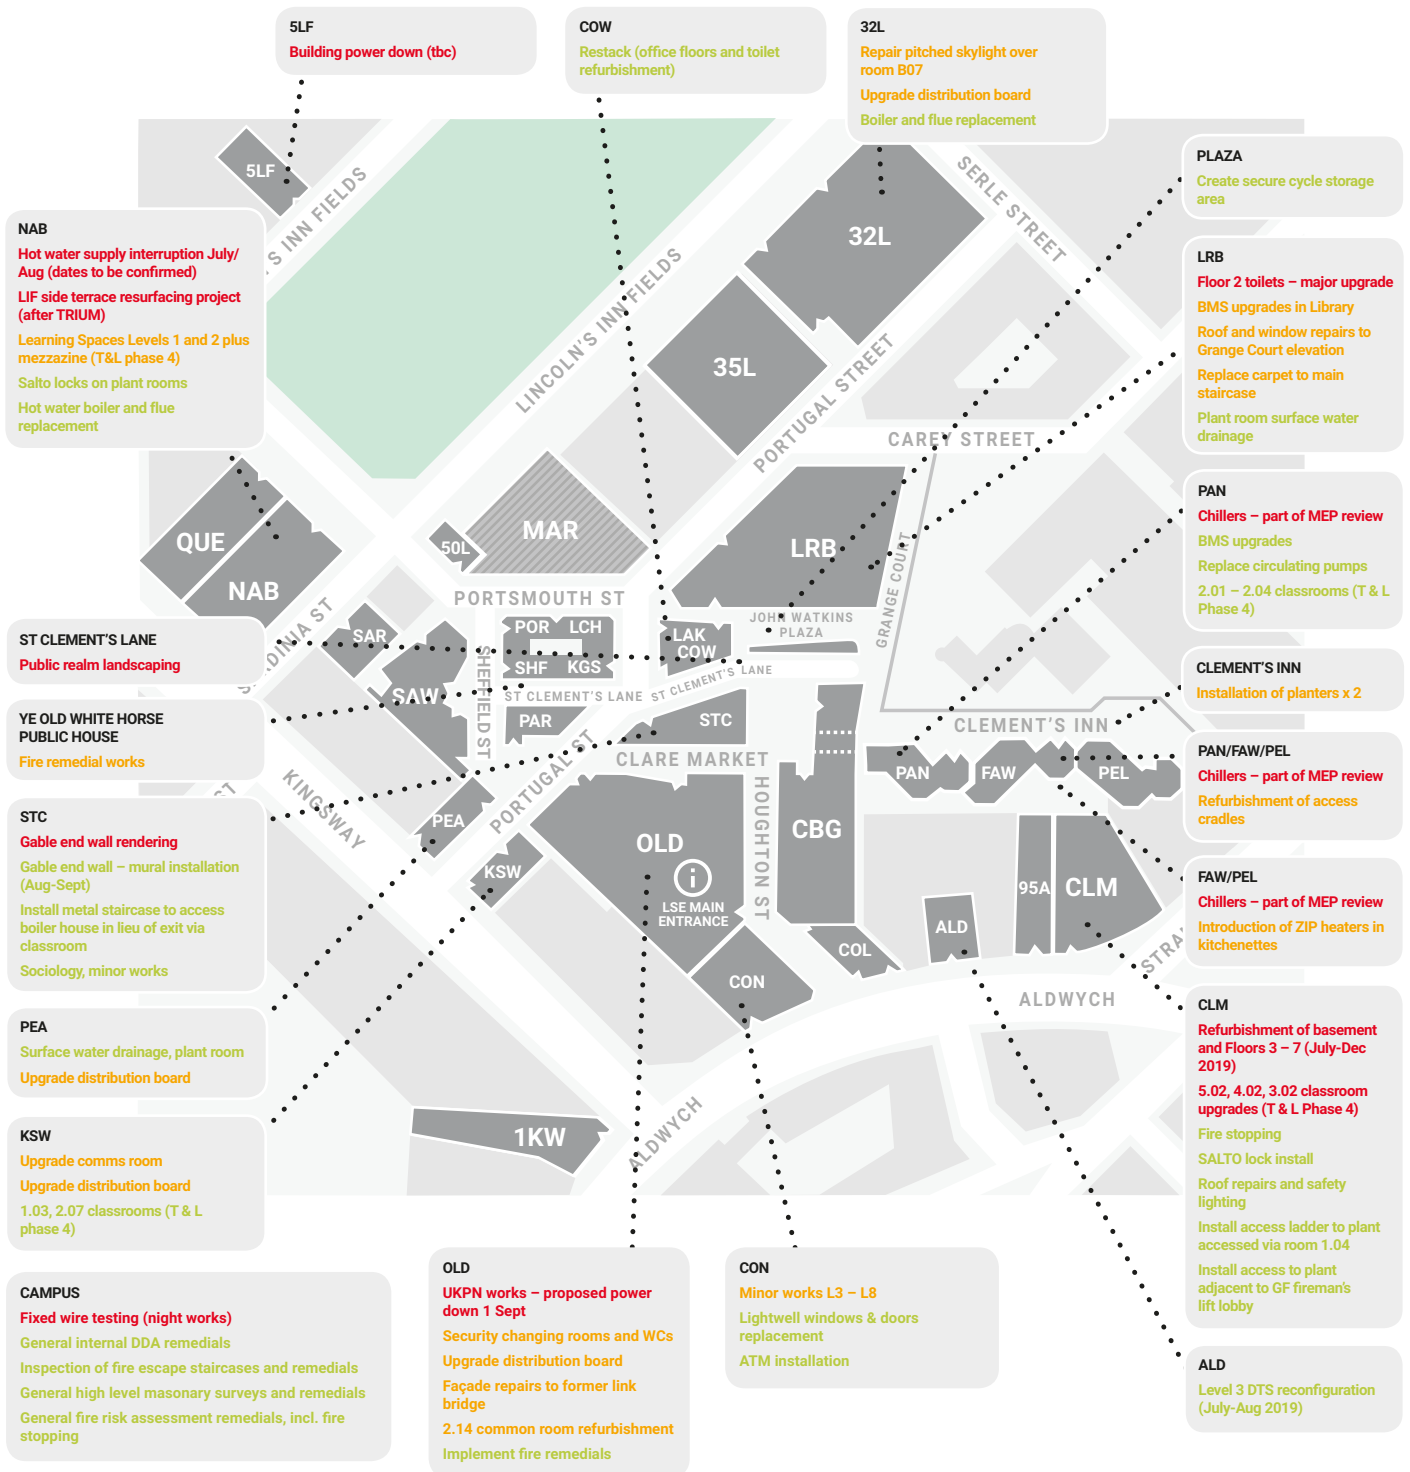 5LF
Building power down (tbc)
COW
Restack (office floors and toilet
refurbishment)
32L
Repair pitched skylight over
room B07
Upgrade distribution board
Boiler and flue replacement
PLAZA
Create secure cycle storage
area
NAB
Hot water supply interruption July/
Aug (dates to be confirmed)
LIF side terrace resurfacing project
(after TRIUM)
Learning Spaces Levels 1 and 2 plus
mezzazine (T&L phase 4)
Salto locks on plant rooms
Hot water boiler and flue
replacement
LRB
Floor 2 toilets – major upgrade
BMS upgrades in Library
Roof and window repairs to
Grange Court elevation
Replace carpet to main
staircase
Plant room surface water
drainage
PAN
Chillers – part of MEP review
BMS upgrades
Replace circulating pumps
2.01 – 2.04 classrooms (T & L
Phase 4)
ST CLEMENT'S LANE
Public realm landscaping
CLEMENT'S INN
Installation of planters x 2
YE OLD WHITE HORSE
PUBLIC HOUSE
Fire remedial works
PAN/FAW/PEL
Chillers – part of MEP review
Refurbishment of access
cradles
STC
Gable end wall rendering
Gable end wall – mural installation
(Aug-Sept)
Install metal staircase to access
boiler house in lieu of exit via
classroom
Sociology, minor works
FAW/PEL
Chillers – part of MEP review
Introduction of ZIP heaters in
kitchenettes
PEA
Surface water drainage, plant room
Upgrade distribution board
CLM
Refurbishment of basement
and Floors 3 – 7 (July-Dec
2019)
5.02, 4.02, 3.02 classroom
upgrades (T & L Phase 4)
Fire stopping
SALTO lock install
Roof repairs and safety
lighting
Install access ladder to plant
accessed via room 1.04
Install access to plant
adjacent to GF fireman's
lift lobby
KSW
Upgrade comms room
Upgrade distribution board
1.03, 2.07 classrooms (T & L
phase 4)
CAMPUS
Fixed wire testing (night works)
General internal DDA remedials
Inspection of fire escape staircases and remedials
General high level masonary surveys and remedials
General fire risk assessment remedials, incl. fire
stopping
OLD
UKPN works – proposed power
down 1 Sept
Security changing rooms and WCs
Upgrade distribution board
Façade repairs to former link
bridge
2.14 common room refurbishment
Implement fire remedials
CON
Minor works L3 – L8
Lightwell windows & doors
replacement
ATM installation
ALD
Level 3 DTS reconfiguration
(July-Aug 2019)
5LF
'S INN FIELDS
SERLE STREET
32L
LINCOLN'S INN FIELDS
35L
PORTUGAL STREET
CAREY STREET
QUE
NAB
50L
MAR
LRB
GRANGE COURT
PORTSMOUTH ST
JOHN WATKINS
PLAZA
DINIA ST
SAR
SAW
SHEFFIELD ST
POR
LCH
SHF
KGS
LAK
COW
ST CLEMENT'S LANE
ST CLEMENT'S LANE
PAR
STC
PORTUGAL ST
CLARE MARKET
CLEMENT'S INN
PAN
FAW
PEL
ST
KINGSWAY
PEA
KSW
OLD
LSE MAIN
ENTRANCE
HOUGHTON ST
CBG
95A
CLM
ALD
COL
CON
STRA
ALDWYCH
1KW
ALDWYCH